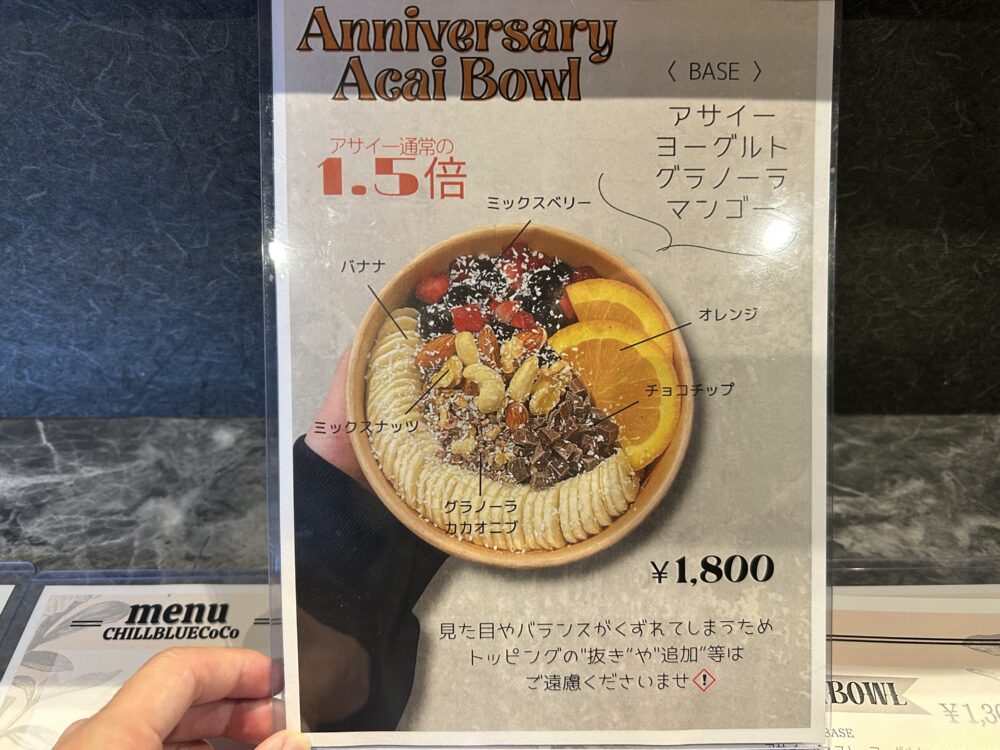 Anniversary
Acai Bowl
〈 BASE 〉
アサイー
ヨーグルト
グラノーラ
マンゴー
アサイー通常の
1.5倍
ミックスベリー
バナナ
オレンジ
チョコチップ
ミックスナッツ
グラノーラ
カカオニブ
¥1,800
見た目やバランスがくずれてしまうため
トッピングの"抜き"や"追加"等は
ご遠慮くださいませ
menu
CHILLBLUECoCo
BOWL
¥1,3
BASE